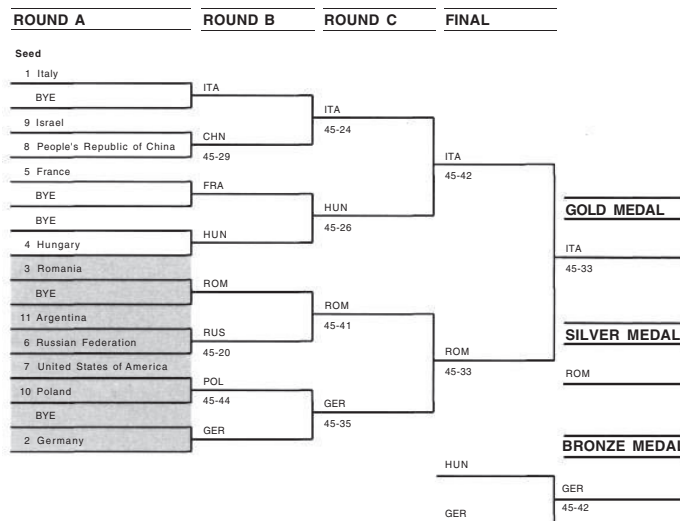 ROUND A ROUND B ROUND C FINAL
Seed
1 Italy
BYE
ITA
9 Israel
8 People's Republic of China
CHN
45-29
ITA
45-24
5 France
BYE
FRA
BYE
4 Hungary
HUN
HUN
45-26
ITA
45-42
3 Romania
BYE
ROM
11 Argentina
6 Russian Federation
RUS
45-20
ROM
45-41
7 United States of America
10 Poland
POL
45-44
BYE
2 Germany
GER
GER
45-35
ROM
45-33
GOLD MEDAL
ITA
45-33
SILVER MEDAL
ROM
BRONZE MEDAL
HUN
GER
GER
45-42